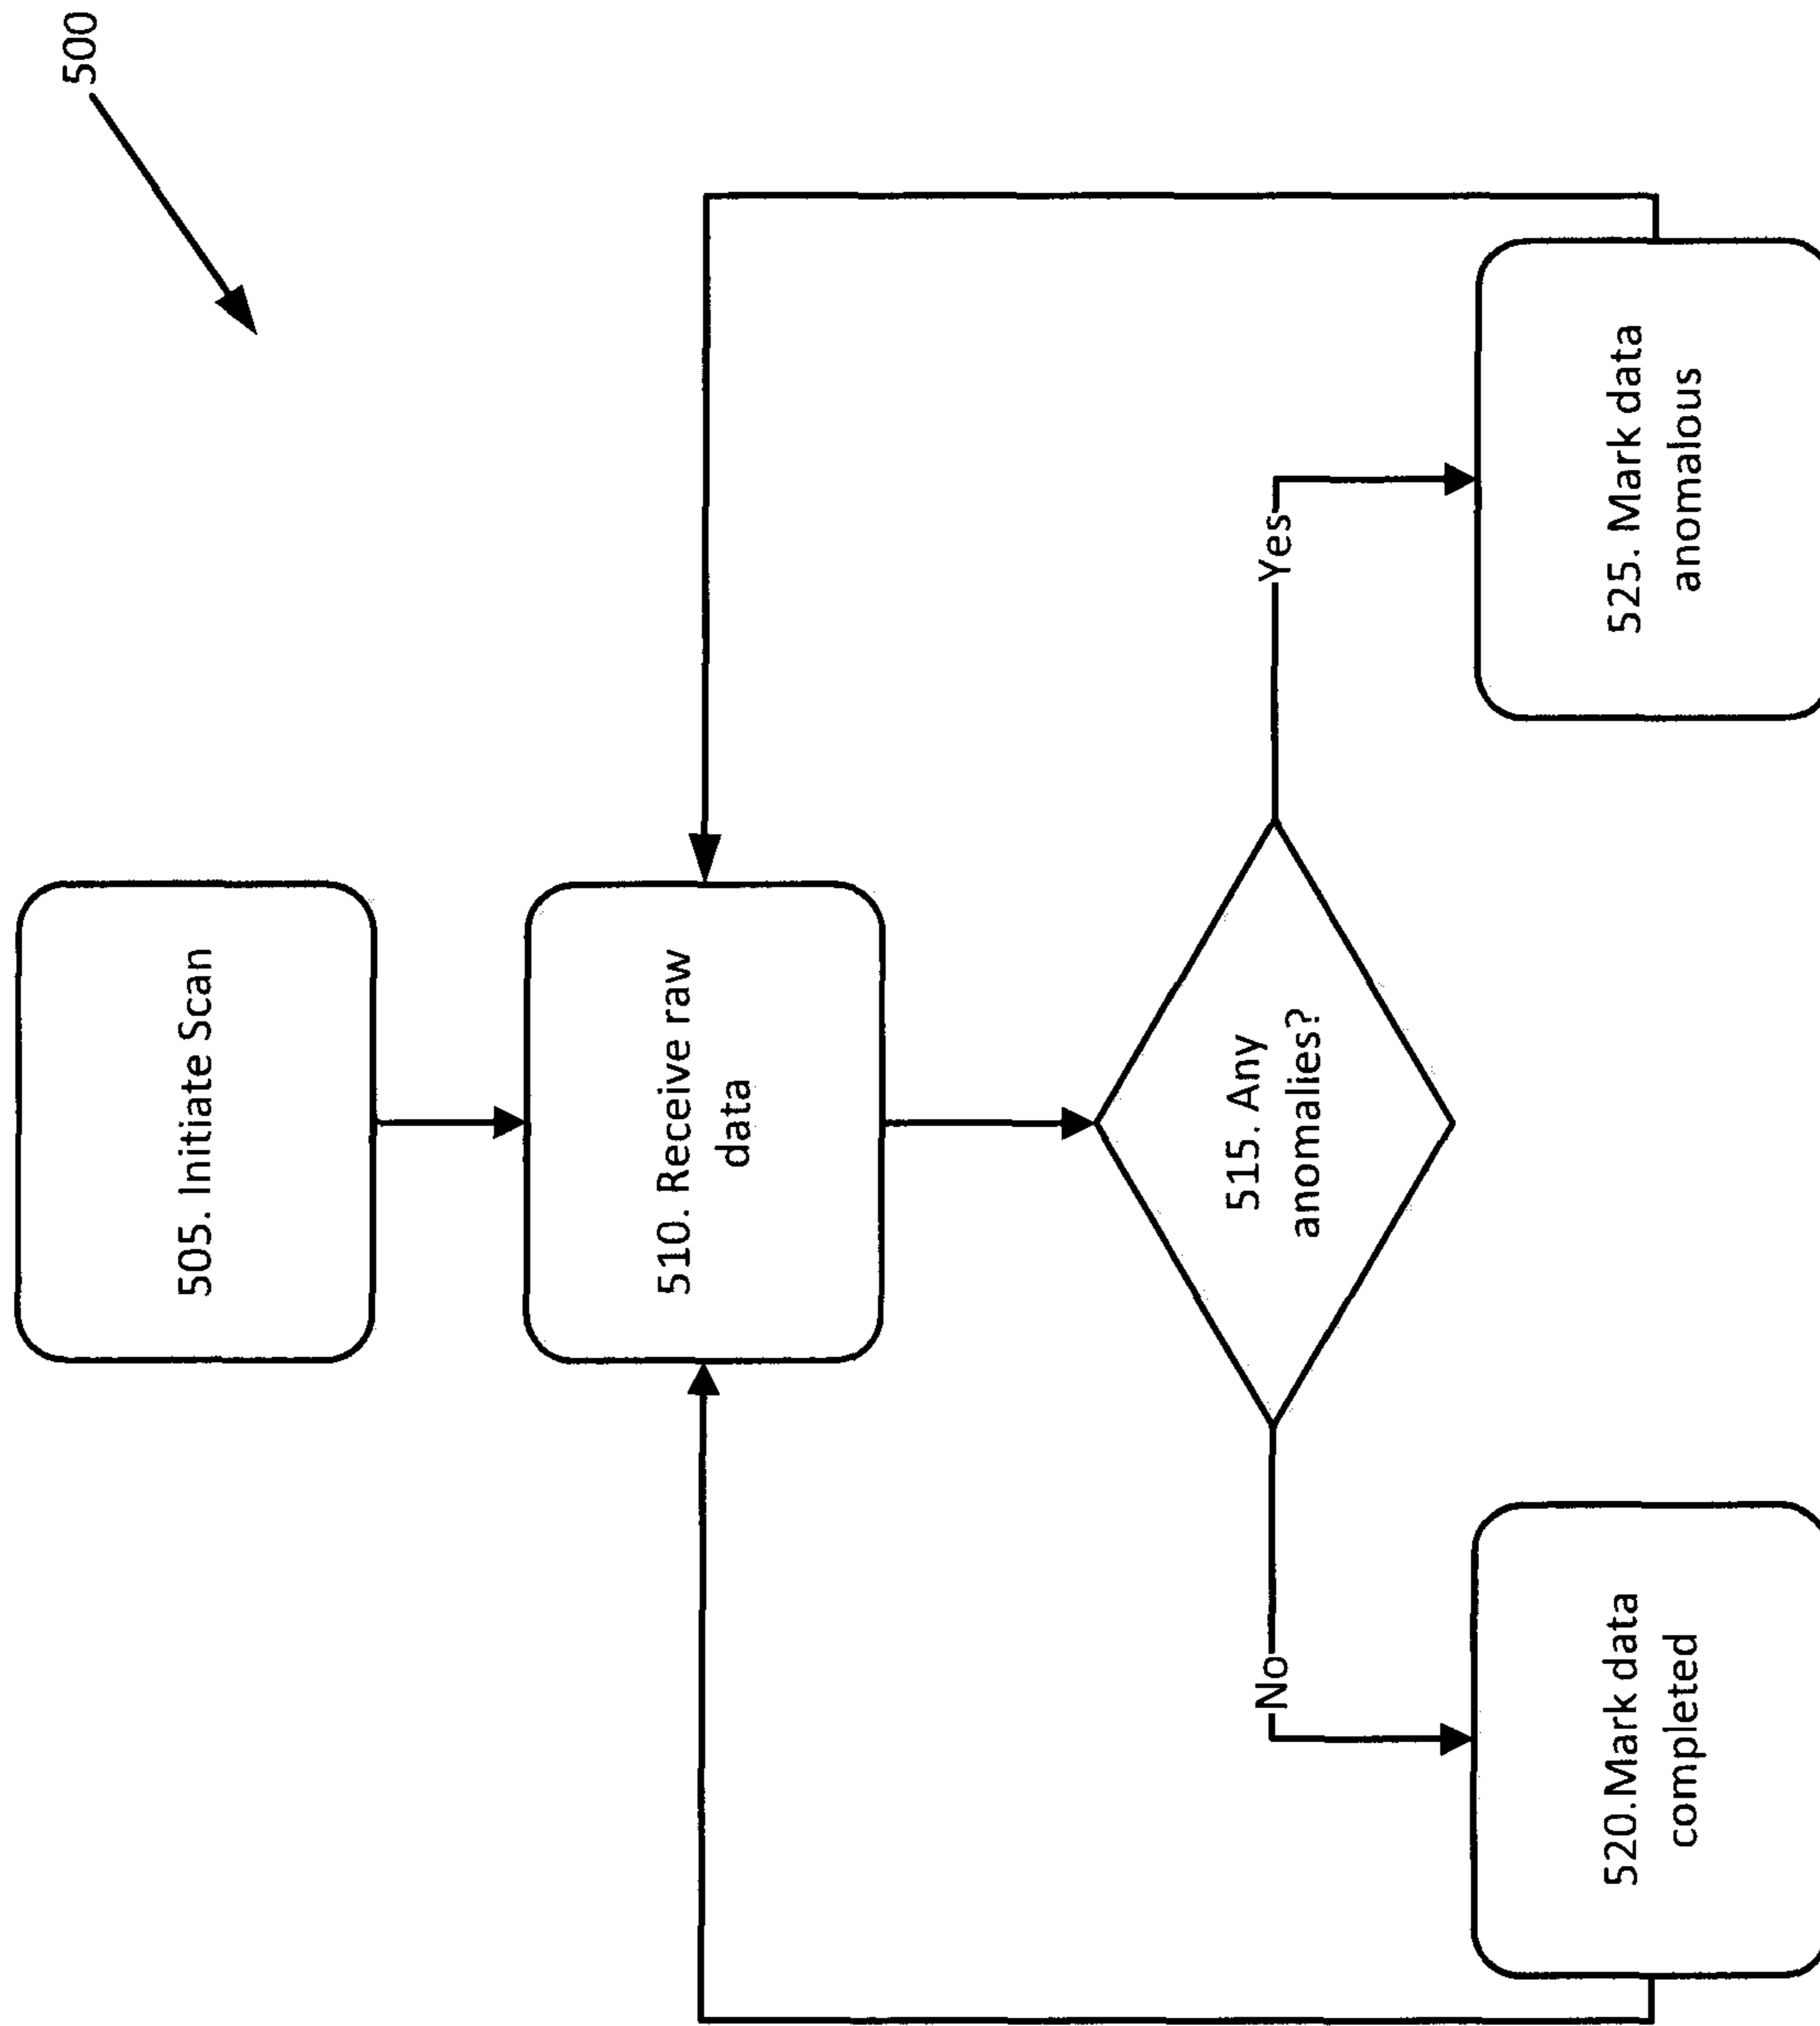 500
505. Initiate Scan
510. Receive raw
data
515. Any
anomalies?
No
Yes
520.Mark data
completed
525. Mark data
anomalous